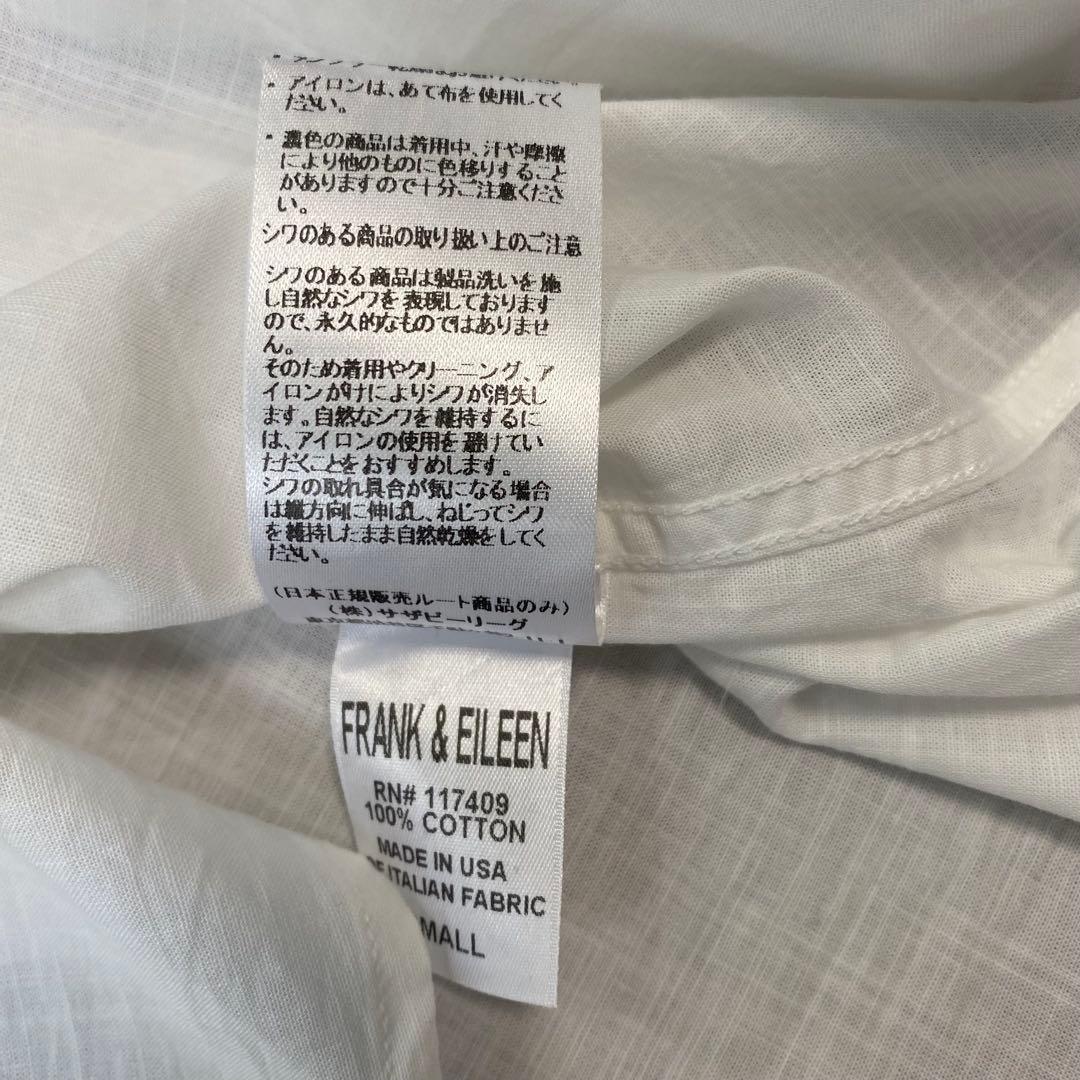 ・アイロンは、あて布を使用してく
ださい。
・濃色の商品は着用中、汗や摩擦
により他のものに色移りすること
がありますので十分ご注意くださ
い。
シワのある商品の取り扱い上のご注意
シワのある商品は製品洗いを施
し自然なシワを表現しております
ので、永久的なものではありませ
ん。
そのため着用やクリーニング、ア
イロンがけによりシワが消失し
ます。自然なシワを維持するに
は、アイロンの使用を避けてい
ただくことをおすすめします。
シワの取れ具合が気になる場合
は縦方向に伸ばし、ねじってシワ
を維持したまま自然乾燥をしてく
ださい。
(日本正規販売ルート商品のみ)
(株)サザビーリーグ
FRANK & EILEEN
RN# 117409
100% COTTON
MADE IN USA
OF ITALIAN FABRIC
MALL